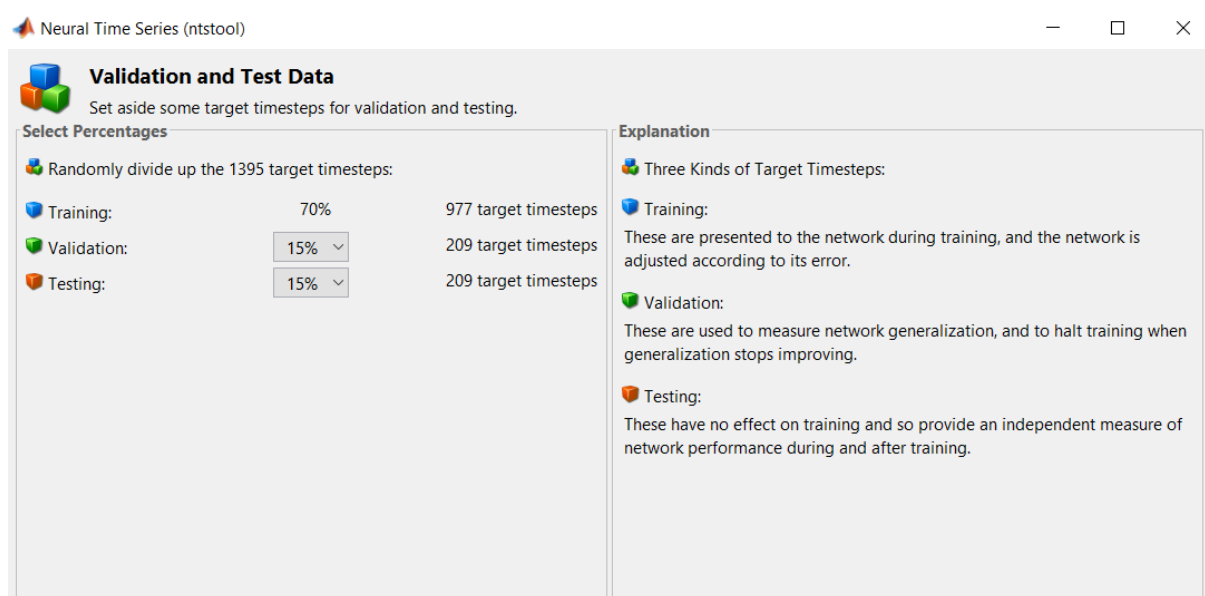 Neural Time Series (ntstool)
Validation and Test Data
Set aside some target timesteps for validation and testing.
Select Percentages
Randomly divide up the 1395 target timesteps:
Training: 70% 977 target timesteps
Validation: 15% 209 target timesteps
Testing: 15% 209 target timesteps
Explanation
Three Kinds of Target Timesteps:
Training:
These are presented to the network during training, and the network is
adjusted according to its error.
Validation:
These are used to measure network generalization, and to halt training when
generalization stops improving.
Testing:
These have no effect on training and so provide an independent measure of
network performance during and after training.